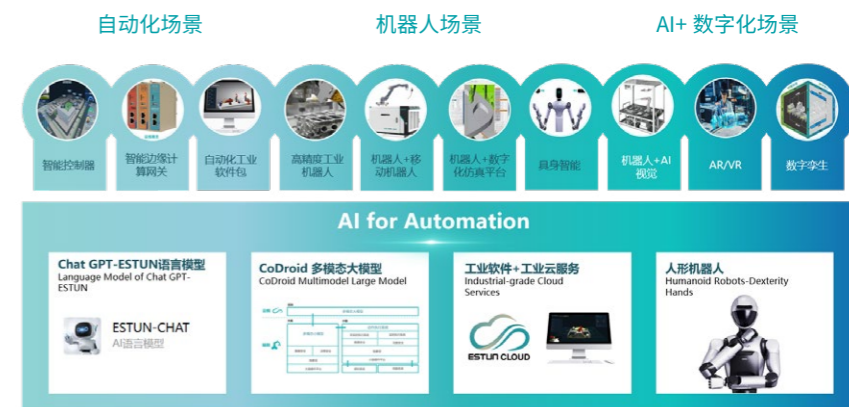 自动化场景
机器人场景
AI+ 数字化场景
智能控制器
智能边缘计
算网关
自动化工业
软件包
高精度工业
机器人
机器人+移
动机器人
机器人+数字
化仿真平台
具身智能
机器人+AI
视觉
AR/VR
数字孪生
AI for Automation
Chat GPT-ESTUN语言模型
Language Model of Chat GPT-
ESTUN
ESTUN-CHAT
AI语言模型
CoDroid 多模态大模型
CoDroid Multimodel Large Model
工业软件+工业云服务
Industrial-grade Cloud
Services
ESTUN CLOUD
人形机器人
Humanoid Robots-Dexterity
Hands